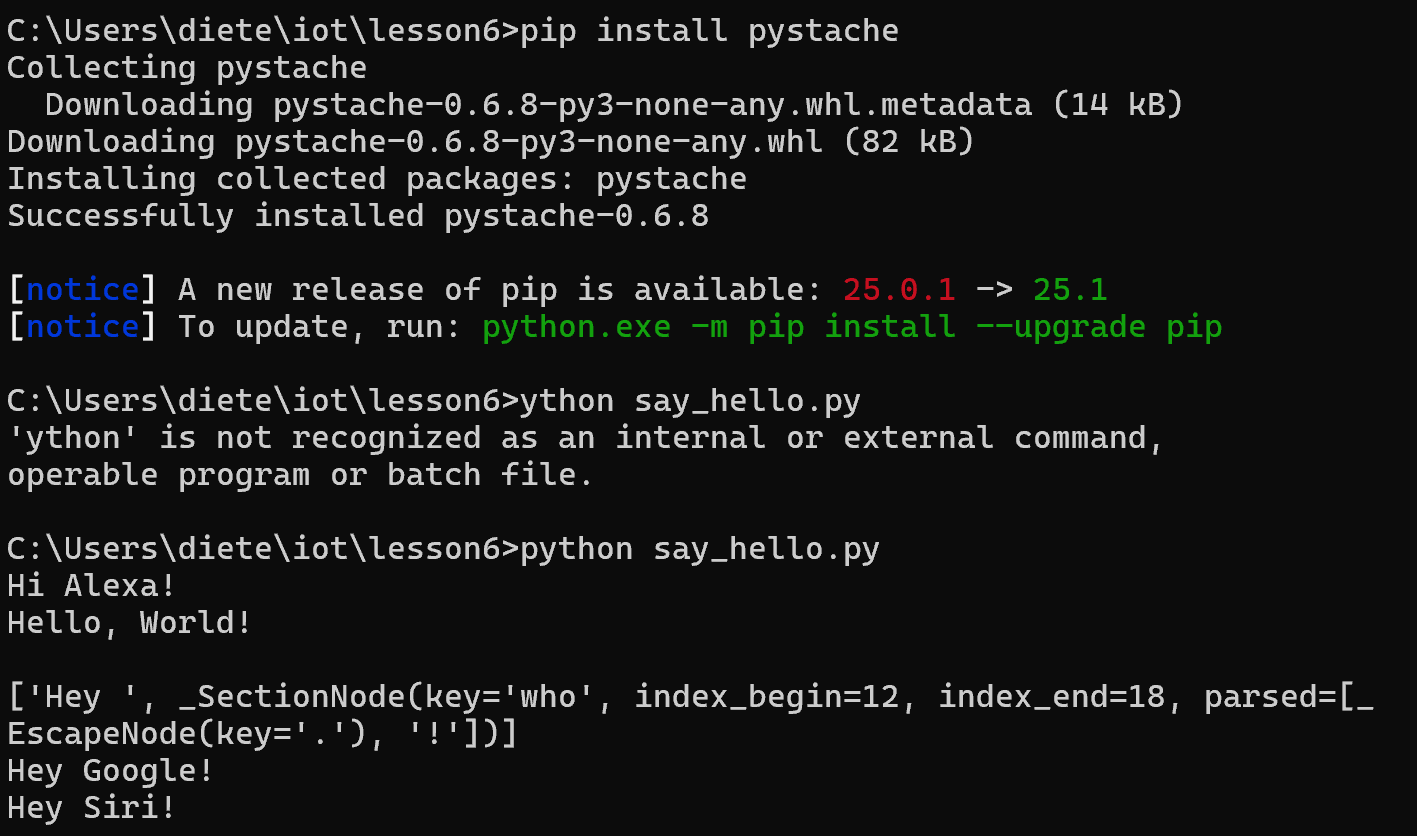 C:\Users\diete\iot\lesson6>pip install pystache
Collecting pystache
  Downloading pystache-0.6.8-py3-none-any.whl.metadata (14 kB)
Downloading pystache-0.6.8-py3-none-any.whl (82 kB)
Installing collected packages: pystache
Successfully installed pystache-0.6.8
[notice] A new release of pip is available: 25.0.1 -> 25.1
[notice] To update, run: python.exe -m pip install --upgrade pip
C:\Users\diete\iot\lesson6>ython say_hello.py
'ython' is not recognized as an internal or external command,
operable program or batch file.
C:\Users\diete\iot\lesson6>python say_hello.py
Hi Alexa!
Hello, World!
['Hey ', _SectionNode(key='who', index_begin=12, index_end=18, parsed=[_
EscapeNode(key='.'), '!'])]
Hey Google!
Hey Siri!